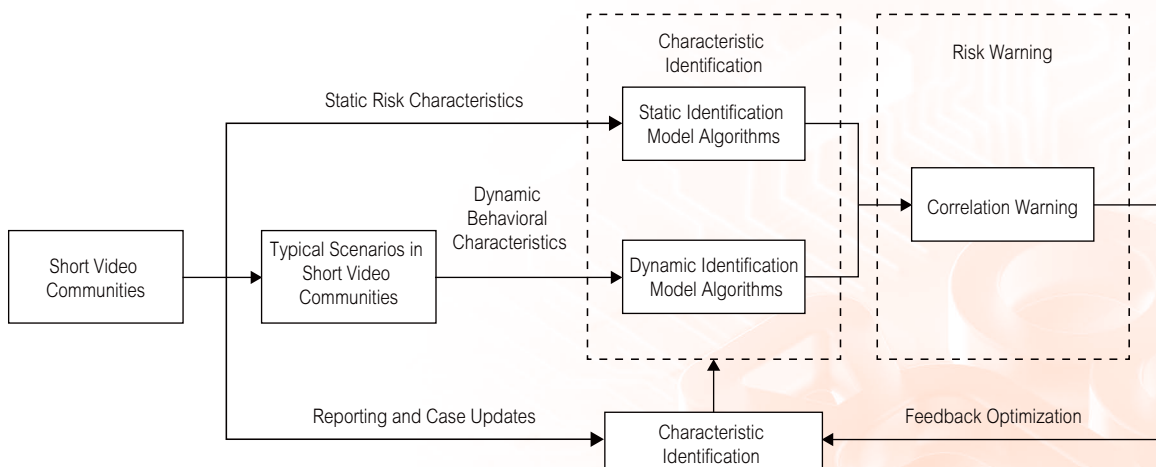 Characteristic
Identification
Risk Warning
Static Risk Characteristics
Static Identification
Model Algorithms
Dynamic
Behavioral
Characteristics
Correlation Warning
Short Video
Communities
Typical Scenarios in
Short Video
Communities
Dynamic Identification
Model Algorithms
Reporting and Case Updates
Characteristic
Identification
Feedback Optimization